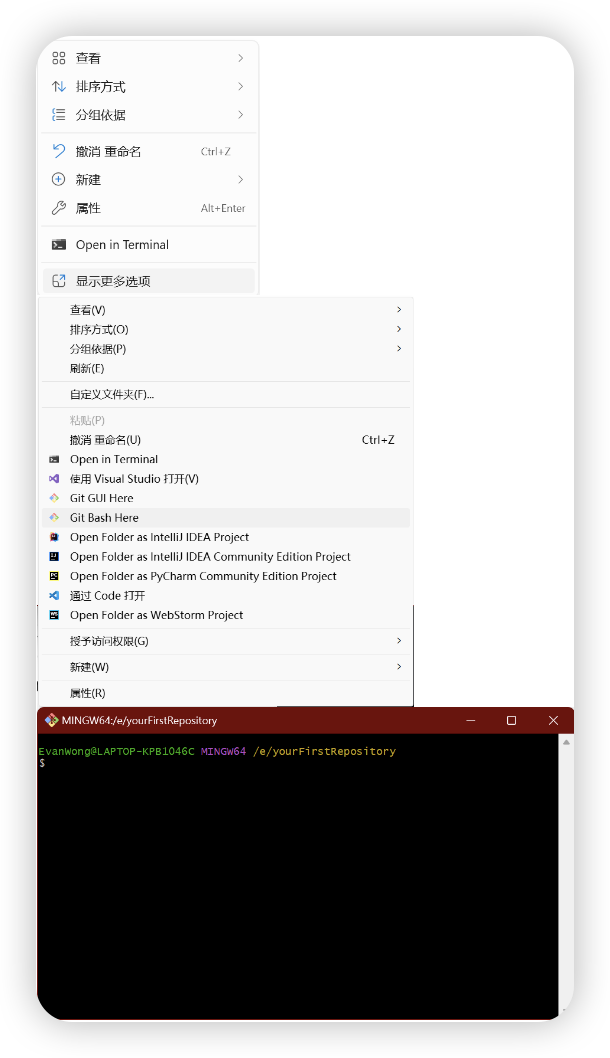 查看
排序方式
分组依据
撤消 重命名 Ctrl+Z
新建
属性 Alt+Enter
Open in Terminal
显示更多选项
查看(V)
排序方式(O)
分组依据(P)
刷新(E)
自定义文件夹(F)...
粘贴(P)
撤消 重命名(U) Ctrl+Z
Open in Terminal
使用 Visual Studio 打开(V)
Git GUI Here
Git Bash Here
Open Folder as IntelliJ IDEA Project
Open Folder as IntelliJ IDEA Community Edition Project
Open Folder as PyCharm Community Edition Project
通过 Code 打开
Open Folder as WebStorm Project
授予访问权限(G)
新建(W)
属性(R)
MINGW64:/e/yourFirstRepository
EvanWong@LAPTOP-KPB1O46C MINGW64 /e/yourFirstRepository
$